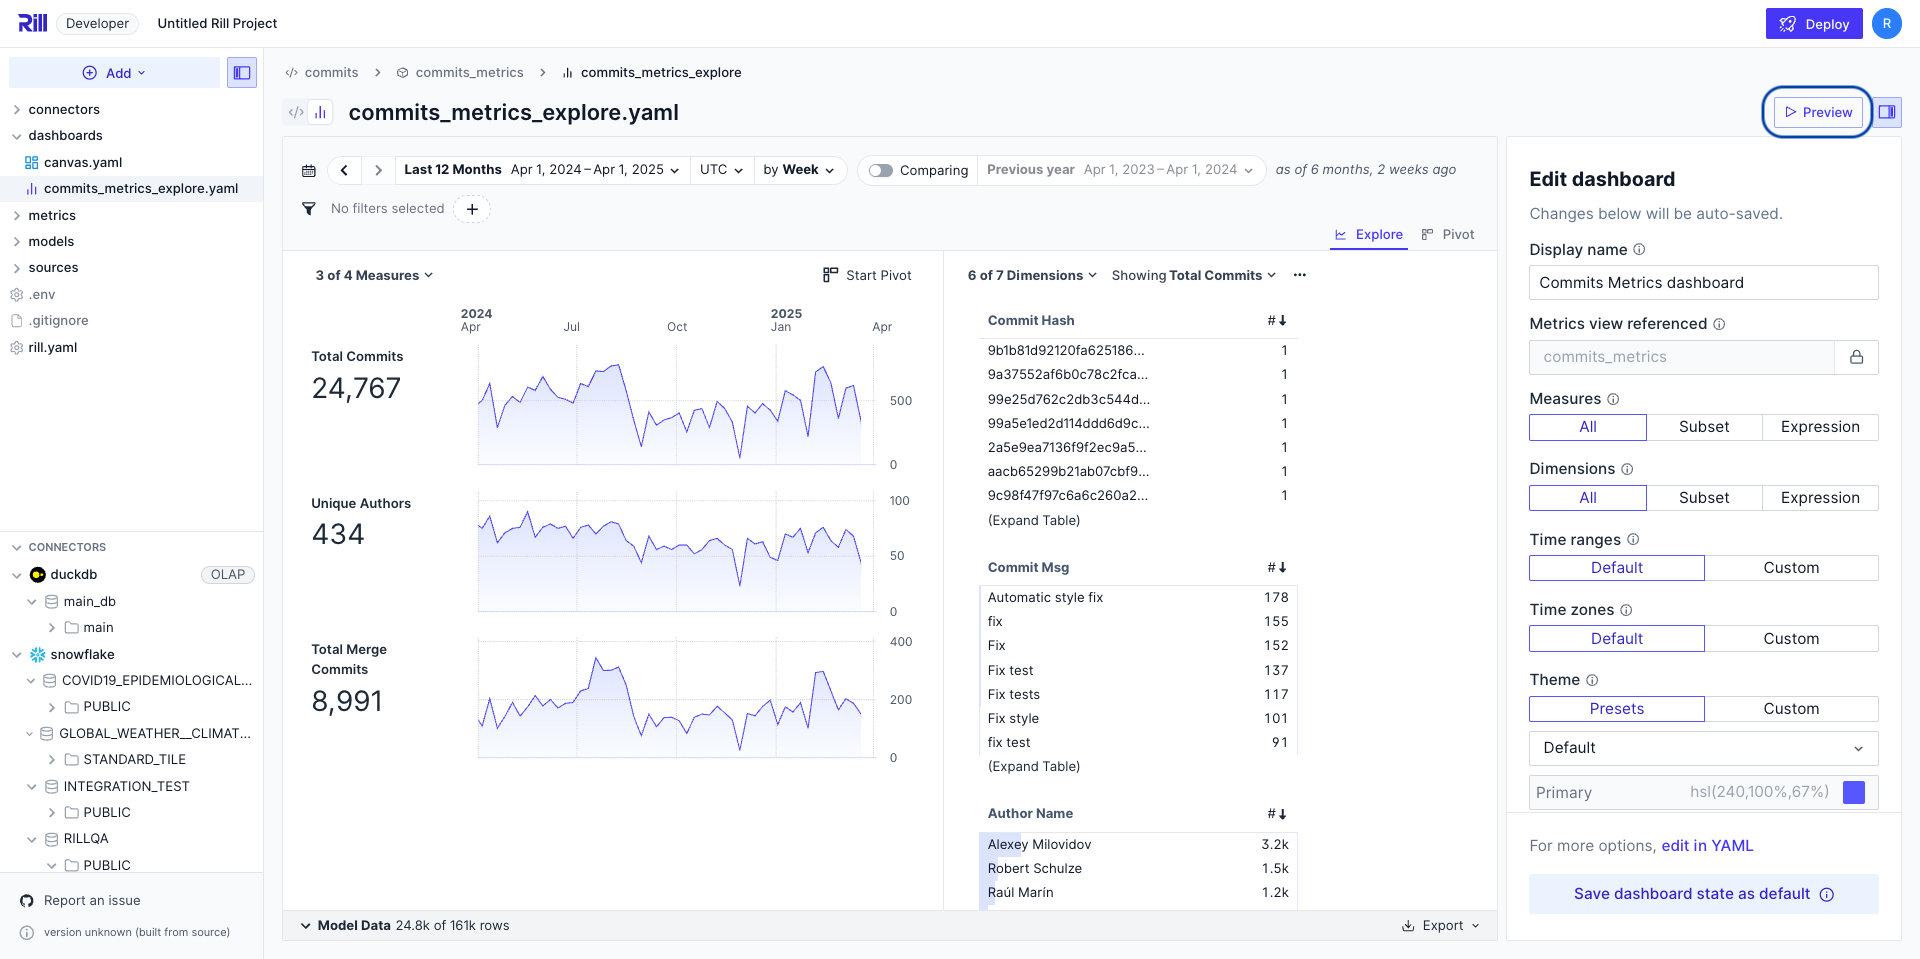 Rill
Developer
Untitled Rill Project
Deploy
R
Add
connectors
dashboards
canvas.yaml
commits_metrics_explore.yaml
metrics
models
sources
.env
.gitignore
rill.yaml
CONNECTORS
duckdb
OLAP
main_db
main
snowflake
COVID19_EPIDEMIOLOGICAL...
PUBLIC
GLOBAL_WEATHER__CLIMAT...
STANDARD_TILE
INTEGRATION_TEST
PUBLIC
RILLQA
PUBLIC
Report an issue
version unknown (built from source)
commits
commits_metrics
commits_metrics_explore
commits_metrics_explore.yaml
Preview
Last 12 Months Apr 1, 2024 – Apr 1, 2025
UTC
by Week
Comparing
Previous year Apr 1, 2023 – Apr 1, 2024
as of 6 months, 2 weeks ago
No filters selected
Explore
Pivot
3 of 4 Measures
Start Pivot
2024
Apr
Jul
Oct
2025
Jan
Apr
Total Commits
24,767
500
0
Unique Authors
434
100
50
0
Total Merge
Commits
8,991
400
200
0
6 of 7 Dimensions
Showing Total Commits
Commit Hash #
9b1b81d92120fa625186... 1
9a37552af6b0c78c2fca... 1
99e25d762c2db3c544d... 1
99a5e1ed2d114ddd6d9c... 1
2a5e9ea7136f9f2ec9a5... 1
aacb65299b21ab07cbf9... 1
9c98f47f97c6a6c260a2... 1
(Expand Table)
Commit Msg #
Automatic style fix 178
fix 155
Fix 152
Fix test 137
Fix tests 117
Fix style 101
fix test 91
(Expand Table)
Author Name #
Alexey Milovidov 3.2k
Robert Schulze 1.5k
Raúl Marín 1.2k
Model Data 24.8k of 161k rows
Export
Edit dashboard
Changes below will be auto-saved.
Display name
Commits Metrics dashboard
Metrics view referenced
commits_metrics
Measures
All Subset Expression
Dimensions
All Subset Expression
Time ranges
Default Custom
Time zones
Default Custom
Theme
Presets Custom
Default
Primary hsl(240,100%,67%)
For more options, edit in YAML
Save dashboard state as default